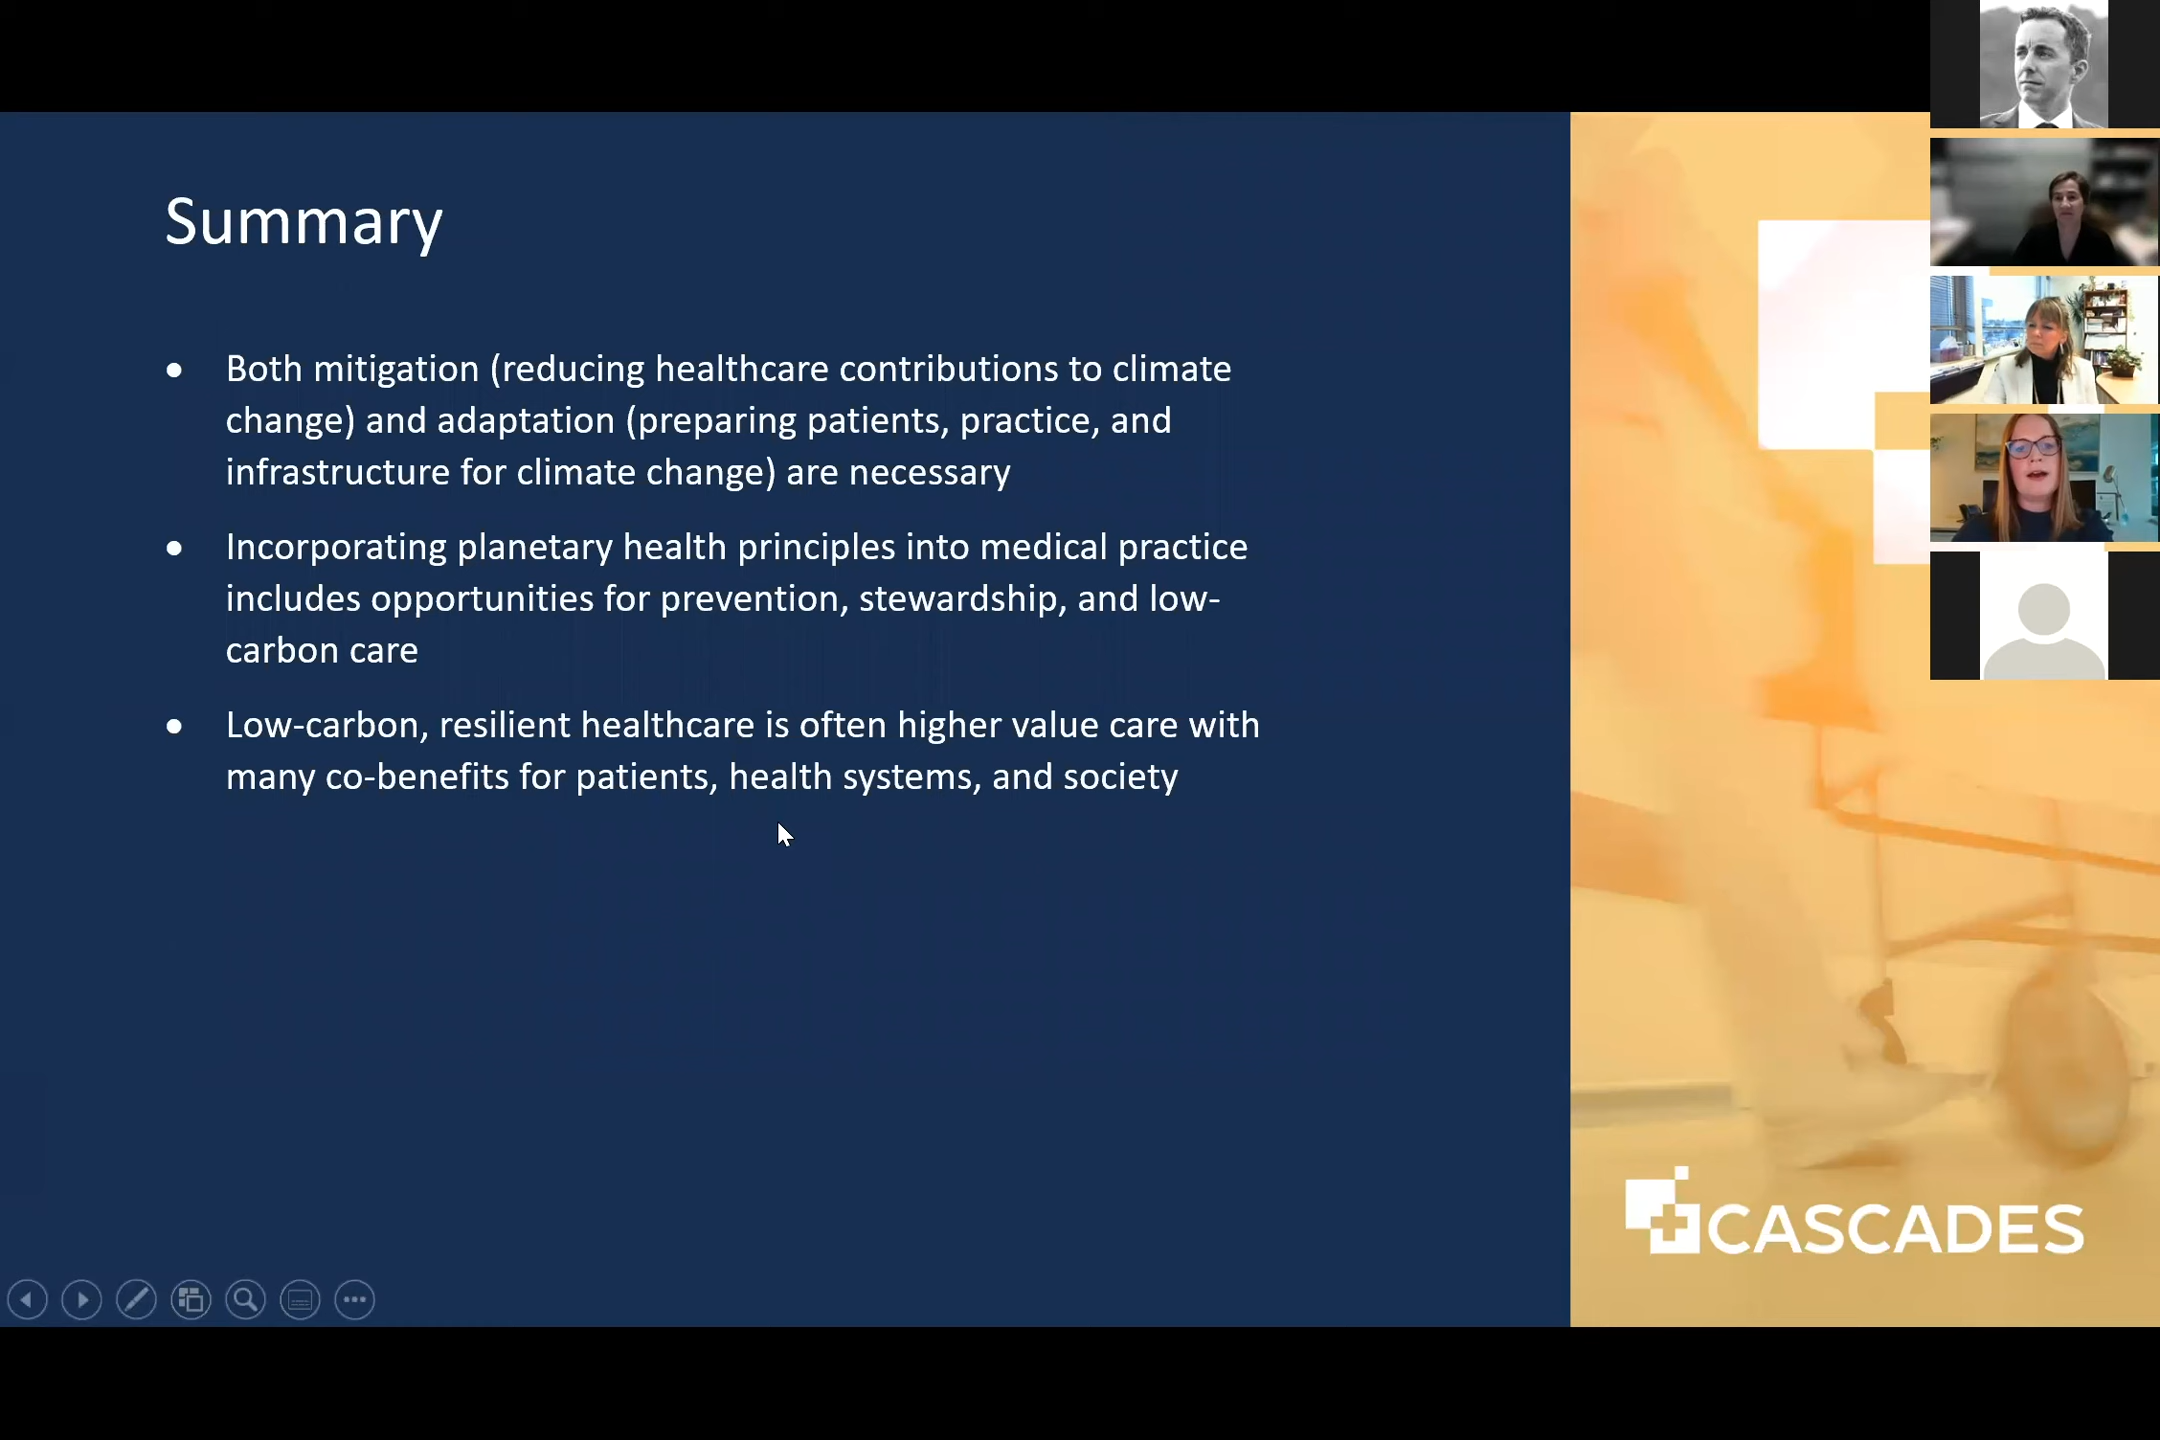 Summary
● Both mitigation (reducing healthcare contributions to climate
change) and adaptation (preparing patients, practice, and
infrastructure for climate change) are necessary
● Incorporating planetary health principles into medical practice
includes opportunities for prevention, stewardship, and low-
carbon care
● Low-carbon, resilient healthcare is often higher value care with
many co-benefits for patients, health systems, and society
CASCADES